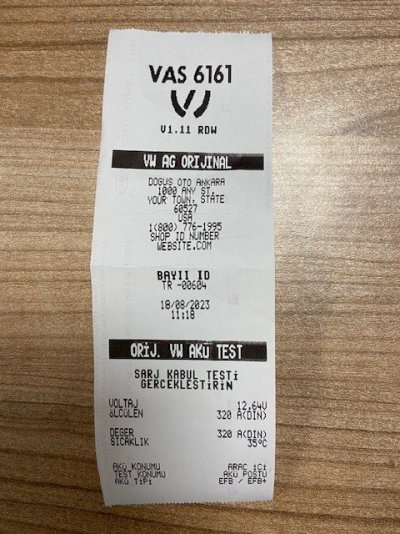 VAS 6161
V1.11 ROW
VW AG ORIJINAL
DOGUS OTO ANKARA
1000 ANY ST.
YOUR TOWN, STATE
60527
USA
1(800) 776-1995
SHOP ID NUMBER
WEBSITE.COM
BAYII ID
TR -00604
18/08/2023
11:18
ORİJ. VW AKÜ TEST
SARJ KABUL TESTİ
GERCEKLESTİRİN
VOLTAJ 12.64V
ÖLCÜLEN 320 A(DIN)
DEGER 320 A(DIN)
SICAKLIK 35°C
AKÜ KONUMU ARAC İCİ
TEST KONUMU AKÜ POSTU
AKÜ TİPİ EFB / EFB+